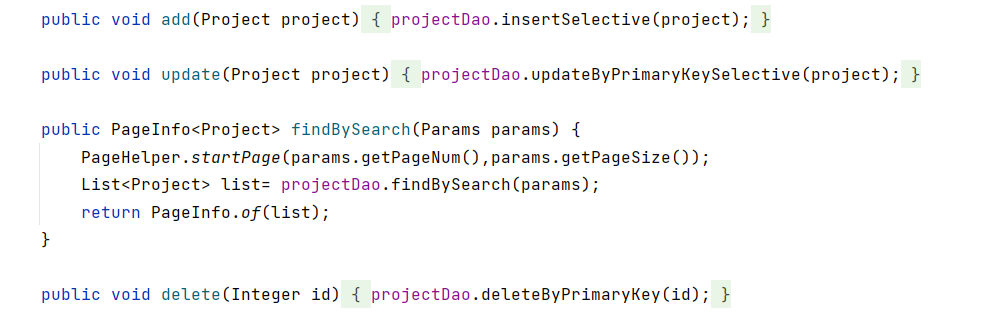 public void add(Project project) { projectDao.insertSelective(project); }
public void update(Project project) { projectDao.updateByPrimaryKeySelective(project); }
public PageInfo<Project> findBySearch(Params params) {
PageHelper.startPage(params.getPageNum(),params.getPageSize());
List<Project> list= projectDao.findBySearch(params);
return PageInfo.of(list);
}
public void delete(Integer id) { projectDao.deleteByPrimaryKey(id); }